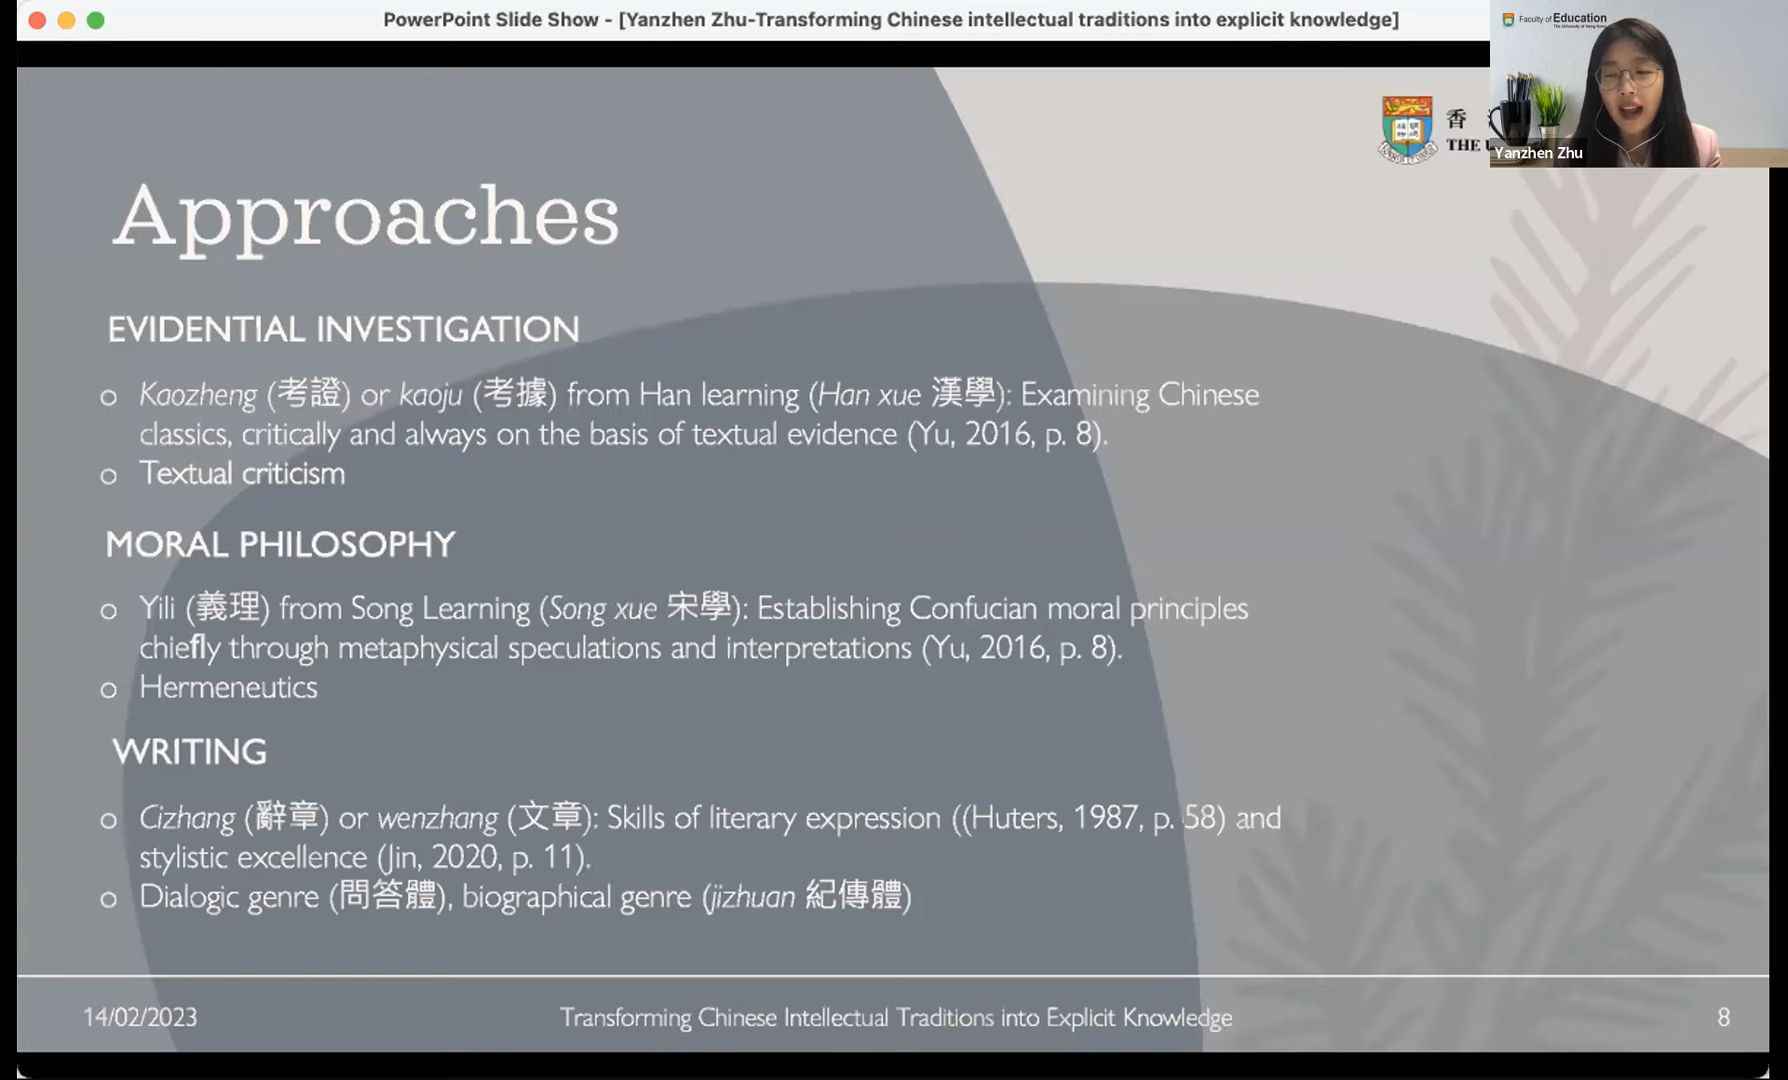 PowerPoint Slide Show - [Yanzhen Zhu-Transforming Chinese intellectual traditions into explicit knowledge]
Faculty of Education
The University of Hong Kong
香
THE U
Yanzhen Zhu
Approaches
EVIDENTIAL INVESTIGATION
Kaozheng (考證) or kaoju (考據) from Han learning (Han xue 漢學): Examining Chinese
classics, critically and always on the basis of textual evidence (Yu, 2016, p. 8).
Textual criticism
MORAL PHILOSOPHY
Yili (義理) from Song Learning (Song xue 宋學): Establishing Confucian moral principles
chiefly through metaphysical speculations and interpretations (Yu, 2016, p. 8).
Hermeneutics
WRITING
Cizhang (辭章) or wenzhang (文章): Skills of literary expression ((Huters, 1987, p. 58) and
stylistic excellence (Jin, 2020, p. 11).
Dialogic genre (問答體), biographical genre (jizhuan 紀傳體)
14/02/2023
Transforming Chinese Intellectual Traditions into Explicit Knowledge
8